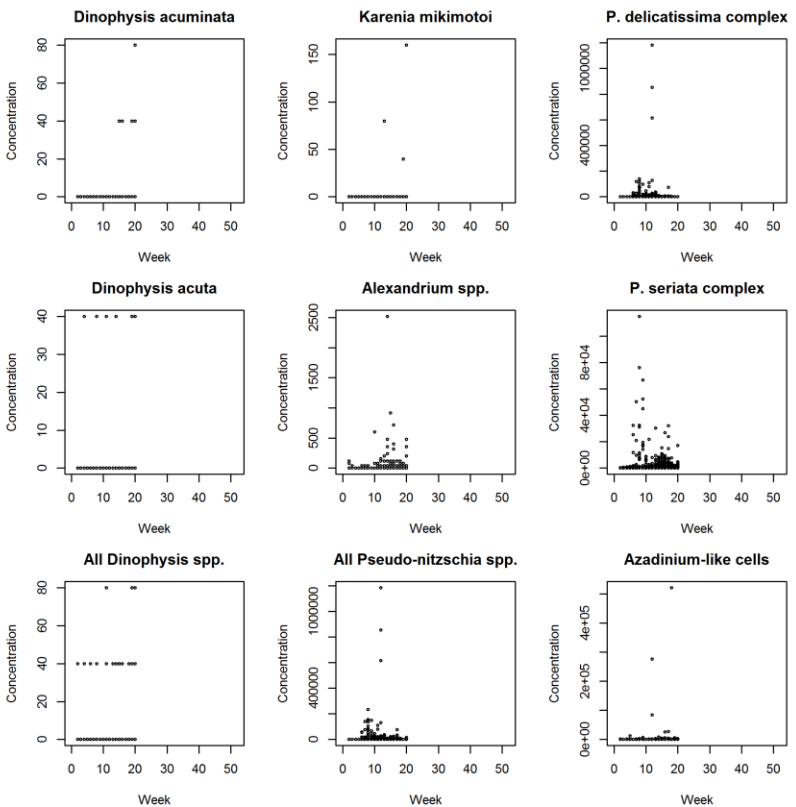 Dinophysis acuminata
Concentration
80
60
40
20
0
0 10 20 30 40 50
Week
Karenia mikimotoi
Concentration
150
100
50
0
0 10 20 30 40 50
Week
P. delicatissima complex
Concentration
1000000
400000
0
0 10 20 30 40 50
Week
Dinophysis acuta
Concentration
40
30
20
10
0
0 10 20 30 40 50
Week
Alexandrium spp.
Concentration
2500
1500
500
0
0 10 20 30 40 50
Week
P. seriata complex
Concentration
8e+04
4e+04
0e+00
0 10 20 30 40 50
Week
All Dinophysis spp.
Concentration
80
60
40
20
0
0 10 20 30 40 50
Week
All Pseudo-nitzschia spp.
Concentration
1000000
400000
0
0 10 20 30 40 50
Week
Azadinium-like cells
Concentration
4e+05
2e+05
0e+00
0 10 20 30 40 50
Week